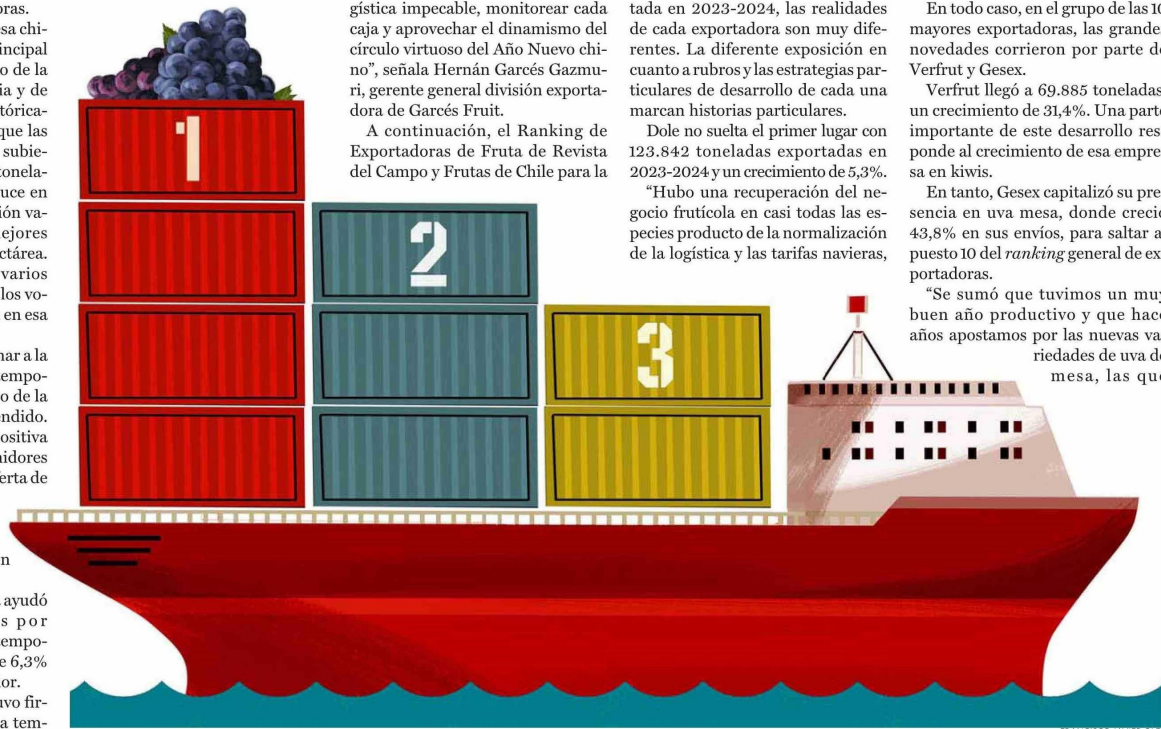 oras.
esa chi-
incipal
o de la
ia y de
tórica-
que las
subie-
tonela-
uce en
ión va-
ejores
ctárea.
varios
los vo-
en esa
nar a la
tempo-
o de la
endido.
ositiva
nidores
erta de
n
ayudó
s por
tempo-
e 6,3%
or.
uvo fir-
a tem-
gística impecable, monitorear cada
caja y aprovechar el dinamismo del
círculo virtuoso del Año Nuevo chi-
no”, señala Hernán Garcés Gazmu-
ri, gerente general división exporta-
dora de Garcés Fruit.
A continuación, el Ranking de
Exportadoras de Fruta de Revista
del Campo y Frutas de Chile para la
tada en 2023-2024, las realidades
de cada exportadora son muy dife-
rentes. La diferente exposición en
cuanto a rubros y las estrategias par-
ticulares de desarrollo de cada una
marcan historias particulares.
Dole no suelta el primer lugar con
123.842 toneladas exportadas en
2023-2024 y un crecimiento de 5,3%.
“Hubo una recuperación del ne-
gocio frutícola en casi todas las es-
pecies producto de la normalización
de la logística y las tarifas navieras,
En todo caso, en el grupo de las 10
mayores exportadoras, las grandes
novedades corrieron por parte de
Verfrut y Gesex.
Verfrut llegó a 69.885 toneladas,
un crecimiento de 31,4%. Una parte
importante de este desarrollo res-
ponde al crecimiento de esa empre-
sa en kiwis.
En tanto, Gesex capitalizó su pre-
sencia en uva mesa, donde creció
43,8% en sus envíos, para saltar al
puesto 10 del ranking general de ex-
portadoras.
“Se sumó que tuvimos un muy
buen año productivo y que hace
años apostamos por las nuevas va-
riedades de uva de
mesa, las que
1
2
3